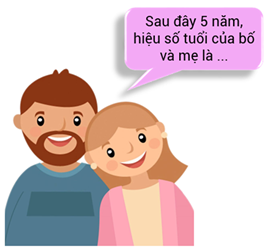 Sau đây 5 năm,
hiệu số tuổi của bố
và mẹ là ...